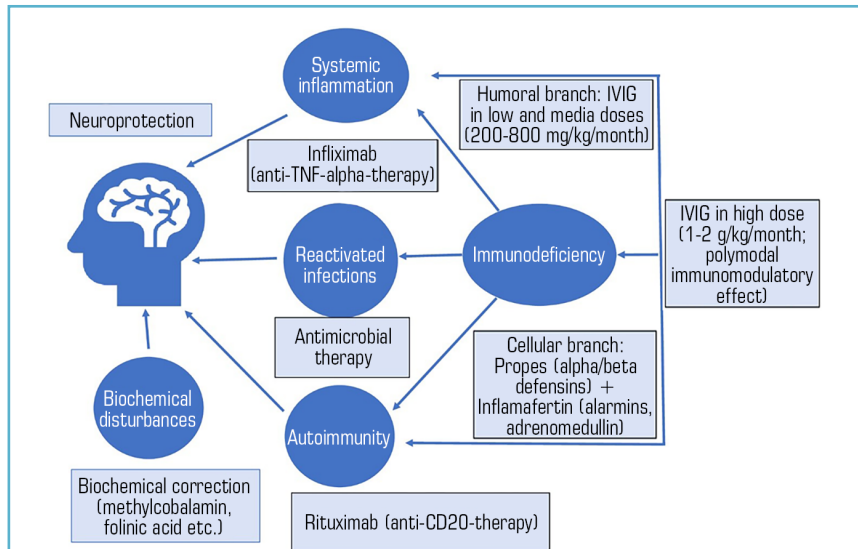 Systemic
inflammation
Humoral branch: IVIG
in low and media doses
(200-800 mg/kg/month)
Neuroprotection
Infliximab
(anti-TNF-alpha-therapy)
IVIG in high dose
(1-2 g/kg/month;
polymodal
immunomodulatory
effect)
Reactivated
infections
Immunodeficiency
Antimicrobial
therapy
Cellular branch:
Propes (alpha/beta
defensins) +
Inflamafertin (alarmins,
adrenomedullin)
Biochemical
disturbances
Autoimmunity
Biochemical correction
(methylcobalamin,
folinic acid etc.)
Rituximab (anti-CD20-therapy)